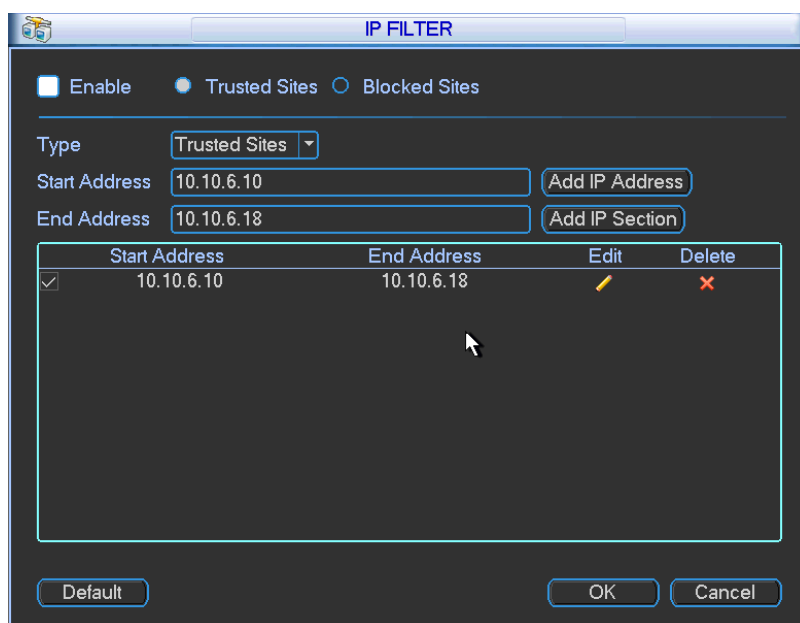 IP FILTER
Enable Trusted Sites Blocked Sites
Type Trusted Sites
Start Address 10.10.6.10 Add IP Address
End Address 10.10.6.18 Add IP Section
Start Address End Address Edit Delete
10.10.6.10 10.10.6.18
Default OK Cancel